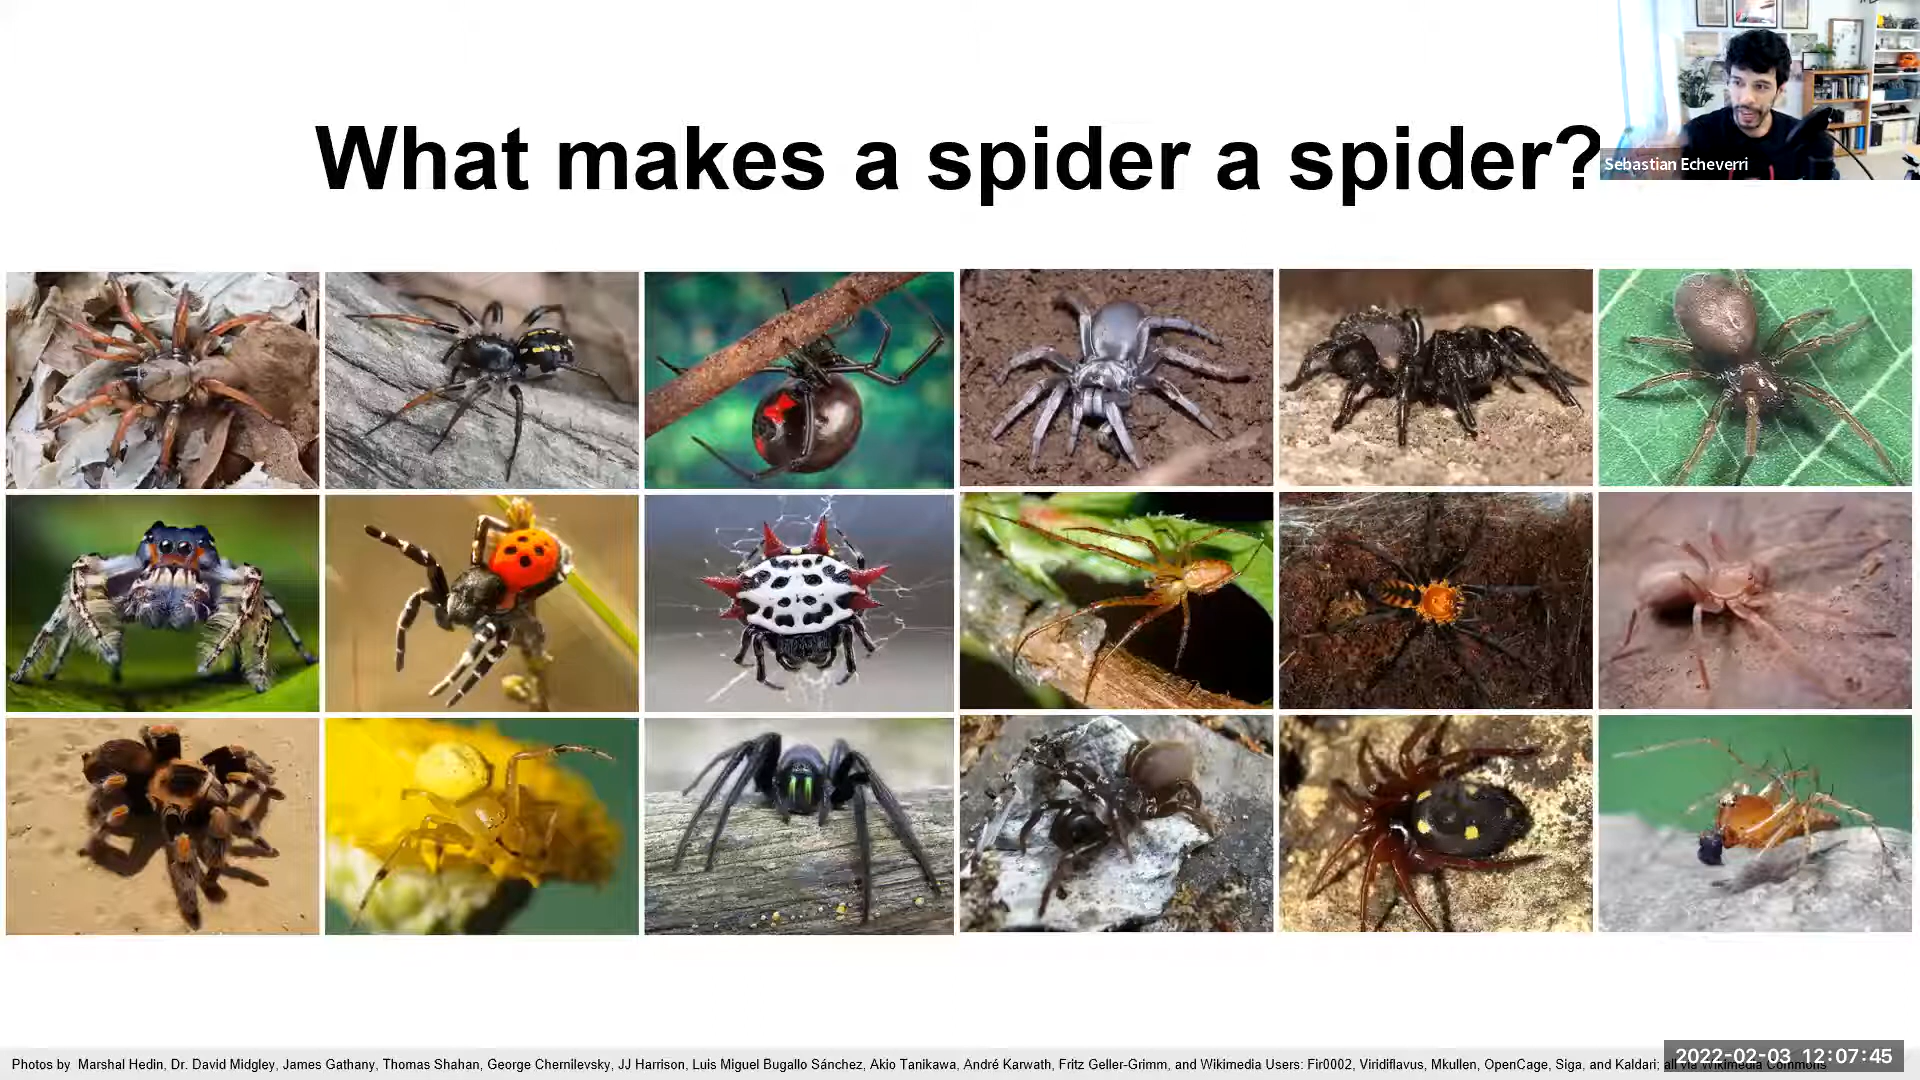 What makes a spider a spider?
Sebastian Echeverri
Photos by Marshal Hedin, Dr. David Midgley, James Gathany, Thomas Shahan, George Chernilevsky, JJ Harrison, Luis Miguel Bugallo Sánchez, Akio Tanikawa, André Karwath, Fritz Geller-Grimm, and Wikimedia Users: Fir0002, Viridiflavus, Mkullen, OpenCage, Siga, and Kaldari; all via Wikimedia Commons
2022-02-03 12:07:45